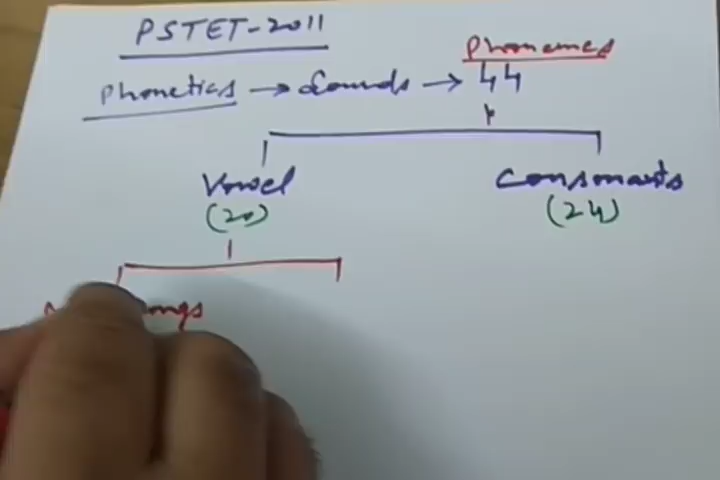 PSTET-2011
Phonemes
Phonetics → Sounds → 44
Vowel
Consonants
(20)
(24)